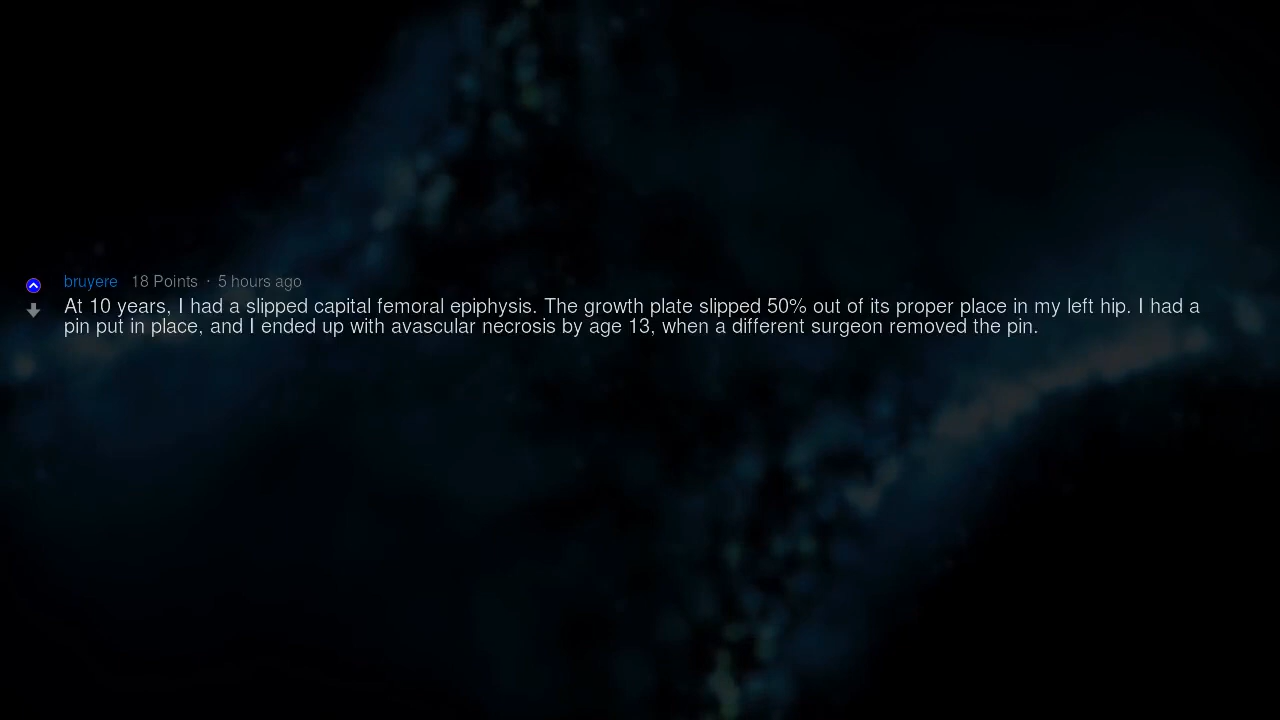 bruyere 18 Points · 5 hours ago
At 10 years, I had a slipped capital femoral epiphysis. The growth plate slipped 50% out of its proper place in my left hip. I had a
pin put in place, and I ended up with avascular necrosis by age 13, when a different surgeon removed the pin.